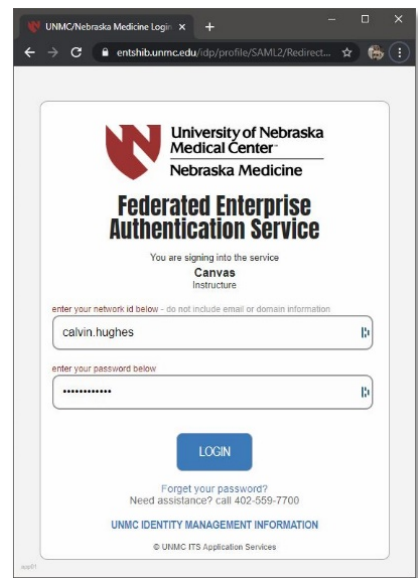 UNMC/Nebraska Medicine Login
entshib.unmc.edu/idp/profile/SAML2/Redirect...
University of Nebraska
Medical Center
Nebraska Medicine
Federated Enterprise
Authentication Service
You are signing into the service
Canvas
Instructure
enter your network id below - do not include email or domain information
calvin.hughes
enter your password below
••••••••••••
LOGIN
Forget your password?
Need assistance? call 402-559-7700
UNMC IDENTITY MANAGEMENT INFORMATION
© UNMC ITS Application Services